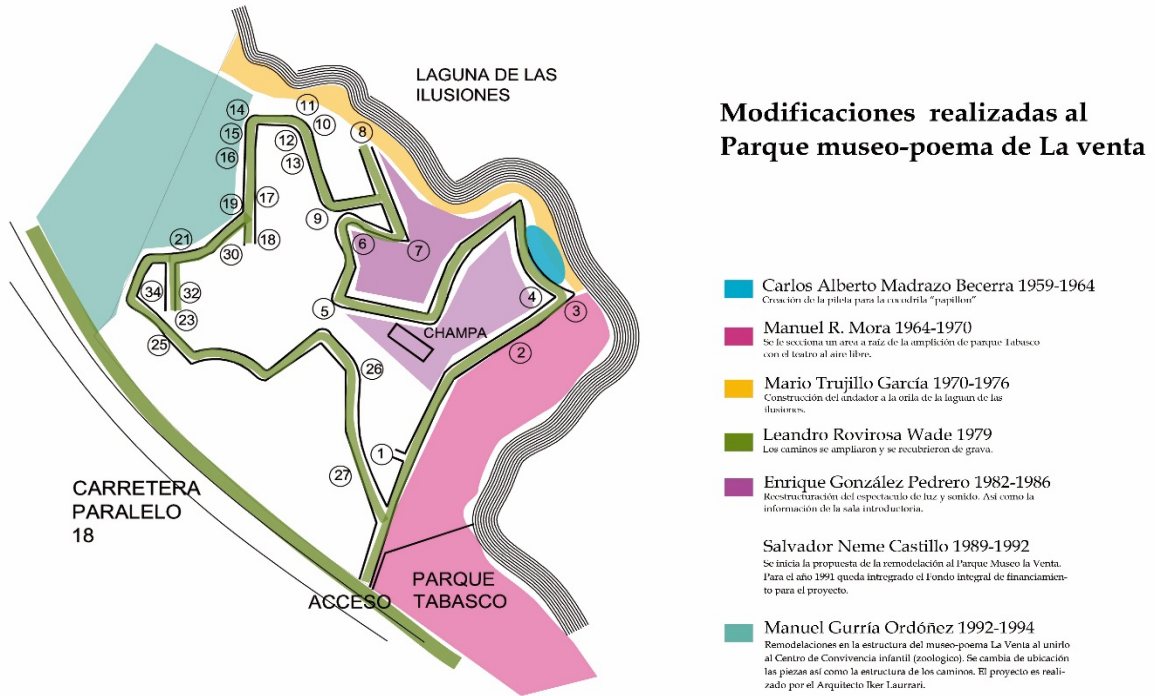 LAGUNA DE LAS
ILUSIONES
14
11
10
15
8
12
16
13
19
17
9
21
30
18
6
7
34
32
23
5
4
3
CHAMPA
25
2
26
1
27
CARRETERA
PARALELO
18
ACCESO
PARQUE
TABASCO
Modificaciones realizadas al
Parque museo-poema de La venta
Carlos Alberto Madrazo Becerra 1959-1964
Creación de la pileta para la cocodrila "papillon"
Manuel R. Mora 1964-1970
Se le secciona un area a raíz de la amplición de parque Tabasco
con el teatro al aire libre.
Mario Trujillo García 1970-1976
Construcción del andador a la orila de la laguan de las
ilusiones.
Leandro Rovirosa Wade 1979
Los caminos se ampliaron y se recubrieron de grava.
Enrique González Pedrero 1982-1986
Reestructuración del espectaculo de luz y sonido. Asi como la
información de la sala introductoria.
Salvador Neme Castillo 1989-1992
Se inicia la propuesta de la remodelación al Parque Museo la Venta.
Para el año 1991 queda intregrado el Fondo integral de financiamien-
to para el proyecto.
Manuel Gurría Ordóñez 1992-1994
Remodelaciones en la estructura del museo-poema La Venta al unirlo
al Centro de Convivencia infantil (zoologico). Se cambia de ubicación
las piezas así como la estructura de los caminos. El proyecto es reali-
zado por el Arquitecto Iker Laurrari.